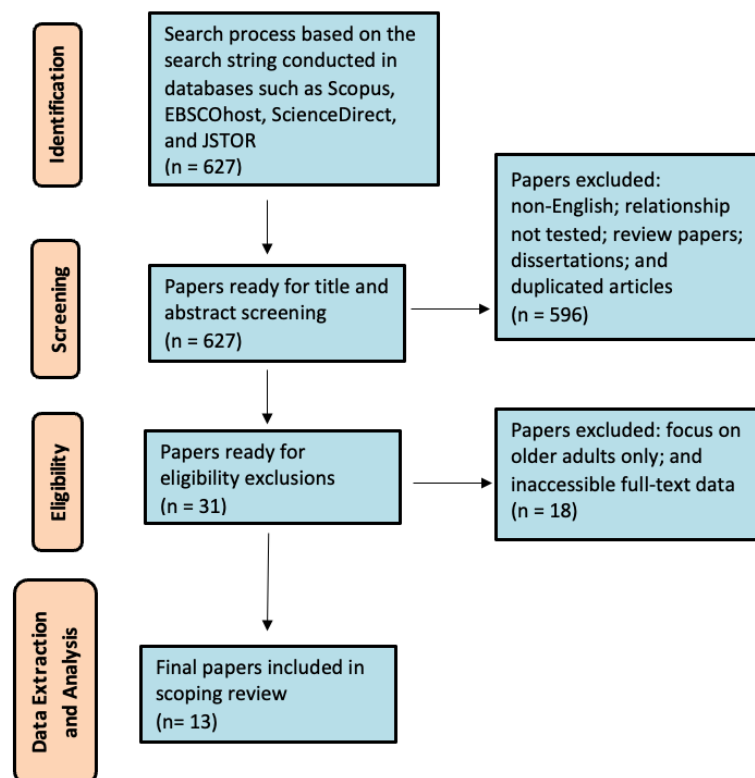 Identification
Search process based on the
search string conducted in
databases such as Scopus,
EBSCOhost, ScienceDirect,
and JSTOR
(n = 627)
Screening
Papers ready for title and
abstract screening
(n = 627)
Papers excluded:
non-English; relationship
not tested; review papers;
dissertations; and
duplicated articles
(n = 596)
Eligibility
Papers ready for
eligibility exclusions
(n = 31)
Papers excluded: focus on
older adults only; and
inaccessible full-text data
(n = 18)
Data Extraction
and Analysis
Final papers included in
scoping review
(n= 13)